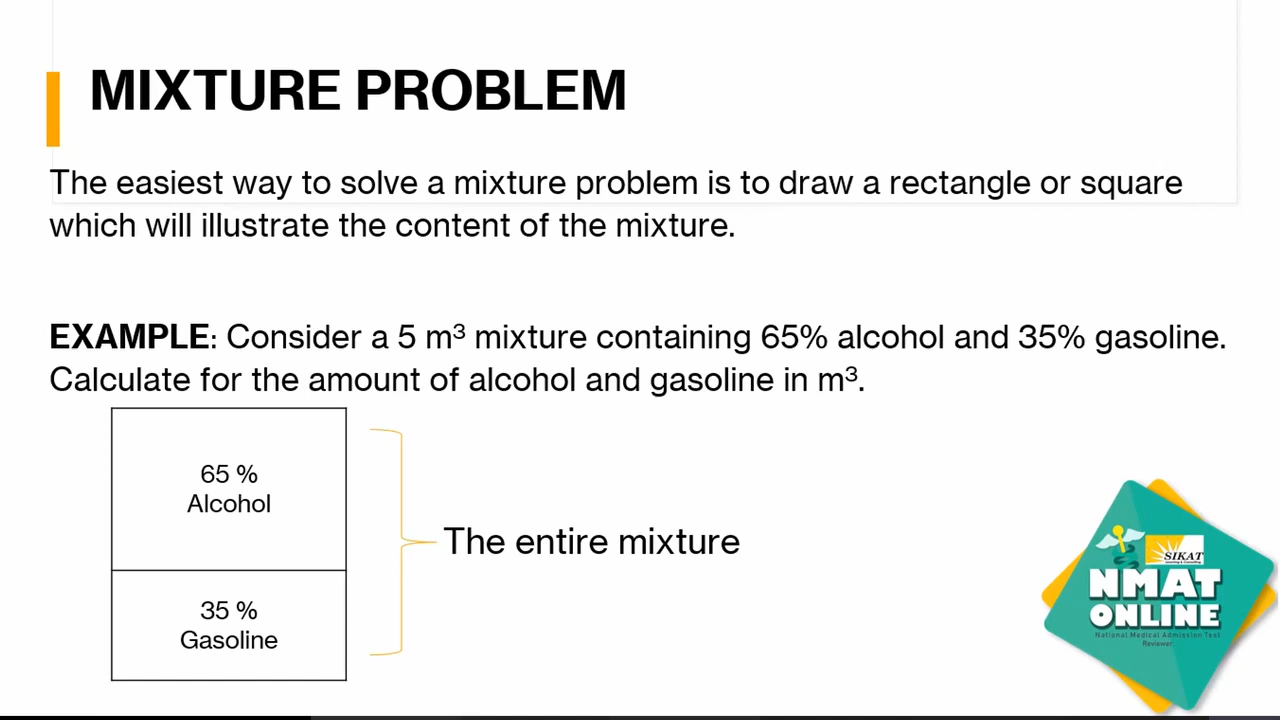 MIXTURE PROBLEM
The easiest way to solve a mixture problem is to draw a rectangle or square
which will illustrate the content of the mixture.
EXAMPLE: Consider a 5 m³ mixture containing 65% alcohol and 35% gasoline.
Calculate for the amount of alcohol and gasoline in m³.
65 %
Alcohol
The entire mixture
35 %
Gasoline
SIKAT
NMAT
ONLINE
National Medical Admission Test
Reviewer